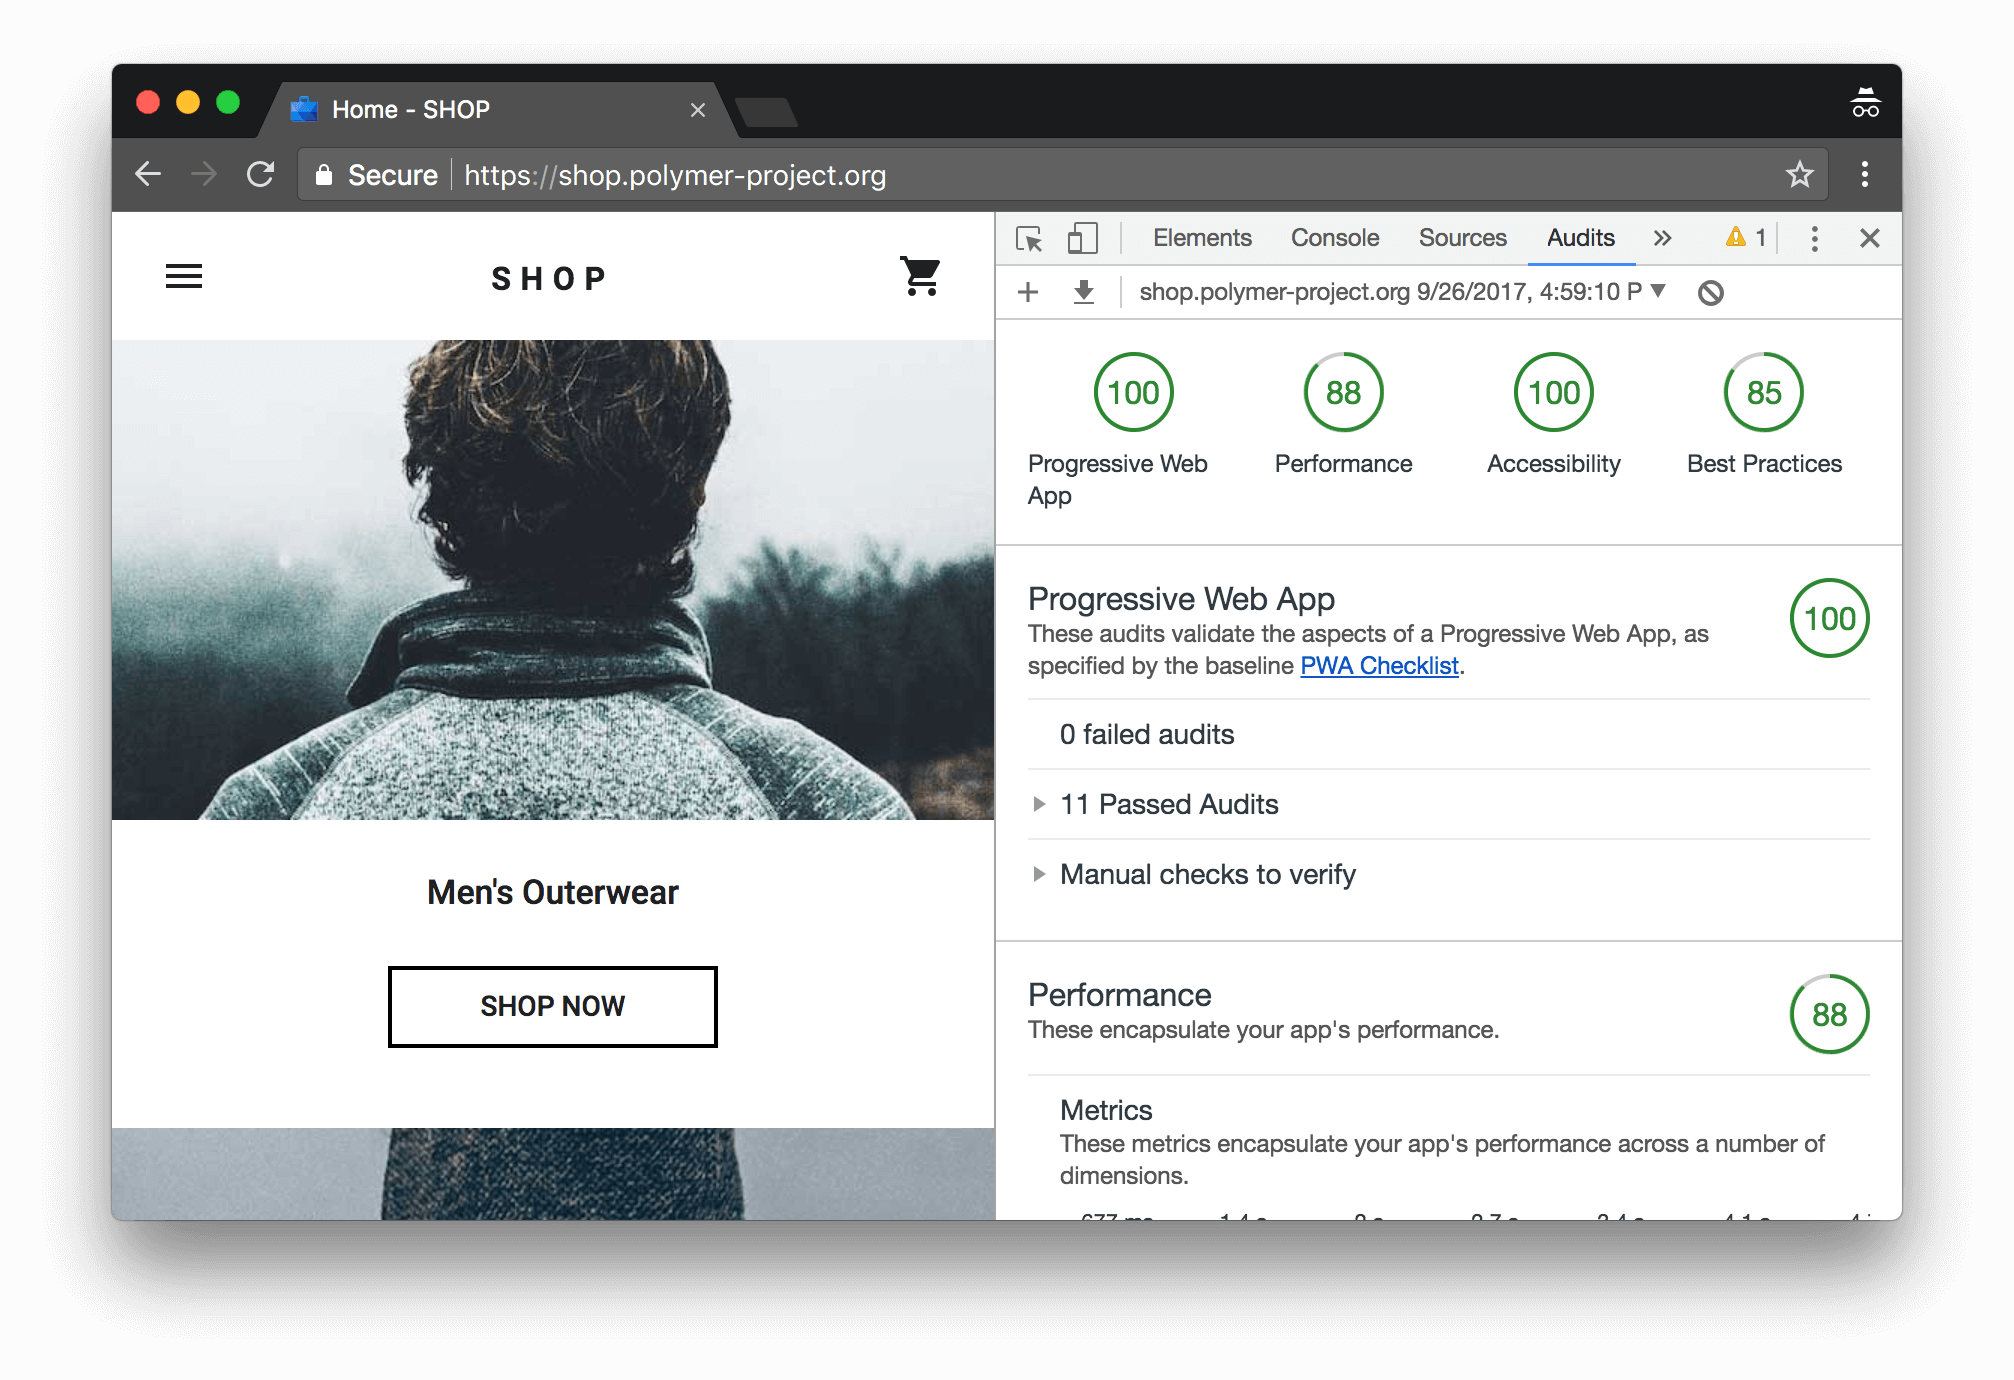 Home - SHOP
Secure
https://shop.polymer-project.org
SHOP
Men's Outerwear
SHOP NOW
Elements Console Sources Audits 1
shop.polymer-project.org 9/26/2017, 4:59:10 P
100 88 100 85
Progressive Web App
Performance
Accessibility
Best Practices
Progressive Web App
100
These audits validate the aspects of a Progressive Web App, as
specified by the baseline PWA Checklist.
0 failed audits
11 Passed Audits
Manual checks to verify
Performance
88
These encapsulate your app's performance.
Metrics
These metrics encapsulate your app's performance across a number of
dimensions.